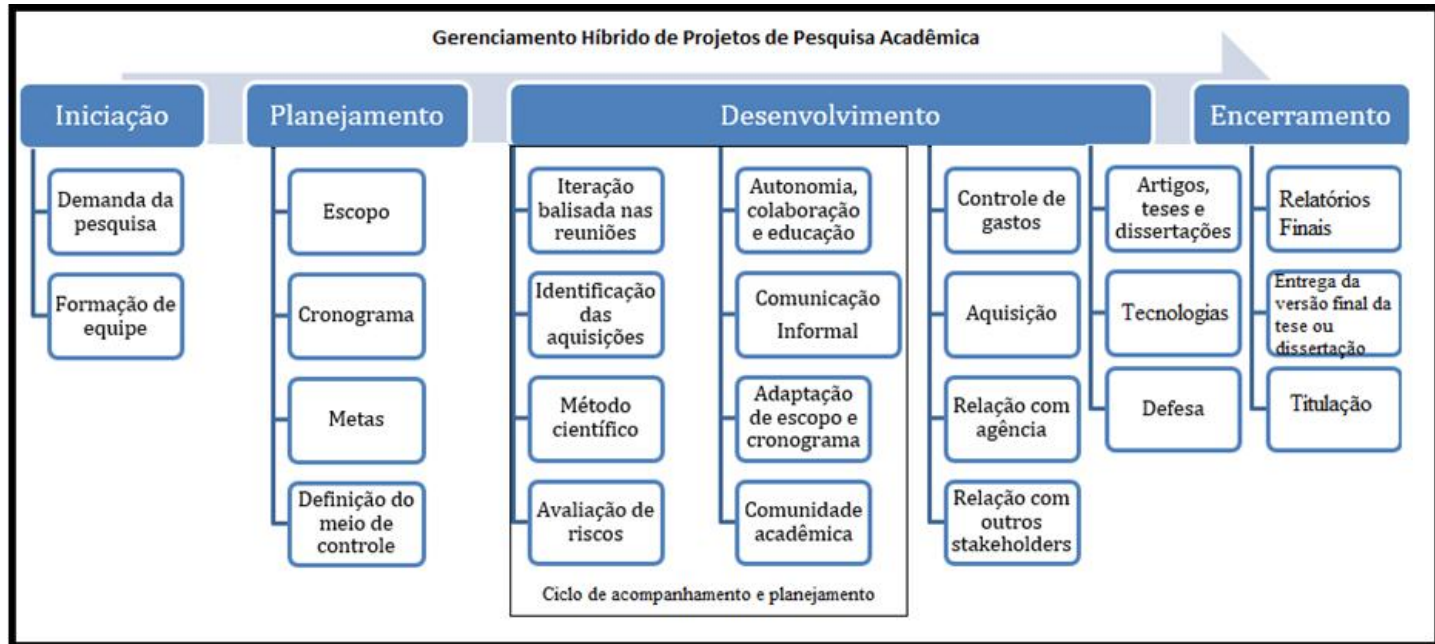 Gerenciamento Híbrido de Projetos de Pesquisa Acadêmica
Iniciação
Demanda da
pesquisa
Formação de
equipe
Planejamento
Escopo
Cronograma
Metas
Definição do
meio de
controle
Desenvolvimento
Iteração
balisada nas
reuniões
Identificação
das
aquisições
Método
científico
Avaliação de
riscos
Autonomia,
colaboração
e educação
Comunicação
Informal
Adaptação
de escopo e
cronograma
Comunidade
acadêmica
Ciclo de acompanhamento e planejamento
Controle de
gastos
Aquisição
Relação com
agência
Relação com
outros
stakeholders
Artigos,
teses e
dissertações
Tecnologias
Defesa
Encerramento
Relatórios
Finais
Entrega da
versão final da
tese ou
dissertação
Titulação